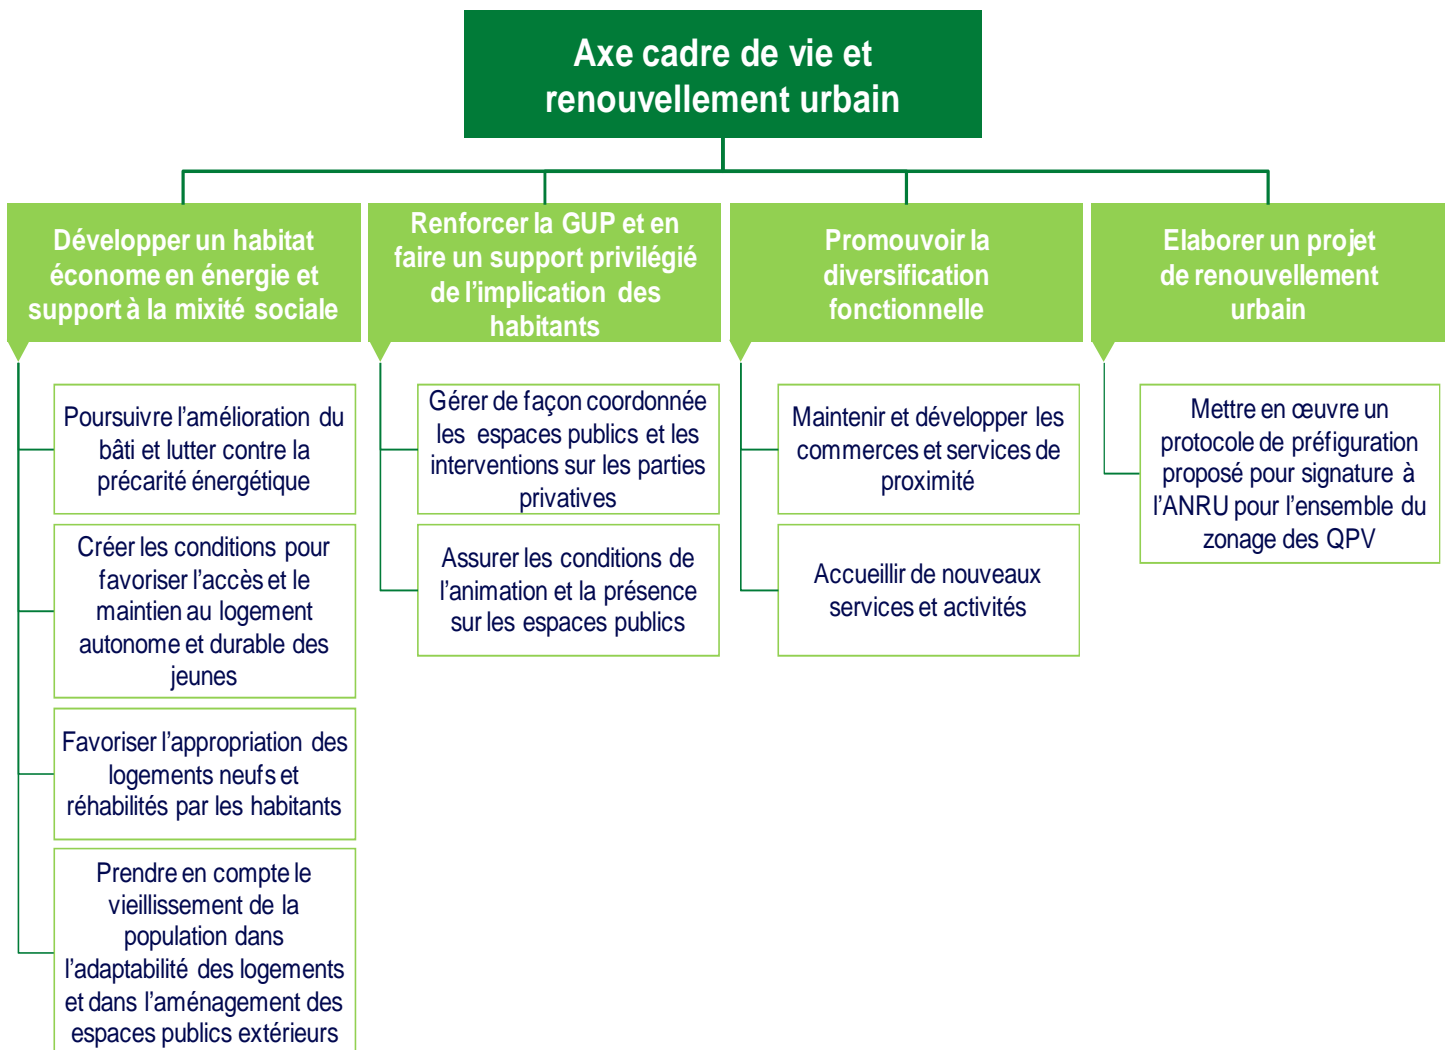 Axe cadre de vie et
renouvellement urbain
Développer un habitat
économe en énergie et
support à la mixité sociale
Poursuivre l’amélioration du
bâti et lutter contre la
précarité énergétique
Créer les conditions pour
favoriser l’accès et le
maintien au logement
autonome et durable des
jeunes
Favoriser l’appropriation des
logements neufs et
réhabilités par les habitants
Prendre en compte le
vieillissement de la
population dans
l’adaptabilité des logements
et dans l’aménagement des
espaces publics extérieurs
Renforcer la GUP et en
faire un support privilégié
de l’implication des
habitants
Gérer de façon coordonnée
les espaces publics et les
interventions sur les parties
privatives
Assurer les conditions de
l’animation et la présence
sur les espaces publics
Promouvoir la
diversification
fonctionnelle
Maintenir et développer les
commerces et services de
proximité
Accueillir de nouveaux
services et activités
Elaborer un projet
de renouvellement
urbain
Mettre en œuvre un
protocole de préfiguration
proposé pour signature à
l’ANRU pour l’ensemble du
zonage des QPV